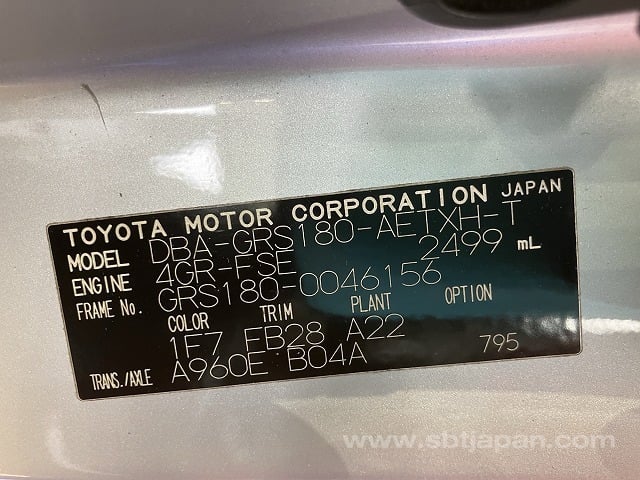 TOYOTA MOTOR CORPORATION JAPAN
MODEL DBA-GRS180-AETXH-T
ENGINE 4GR-FSE 2499 mL
FRAME No. GRS180-0046156
COLOR TRIM PLANT OPTION
1F7 FB28 A22
TRANS./AXLE A960E B04A 795
www.sbtjapan.com